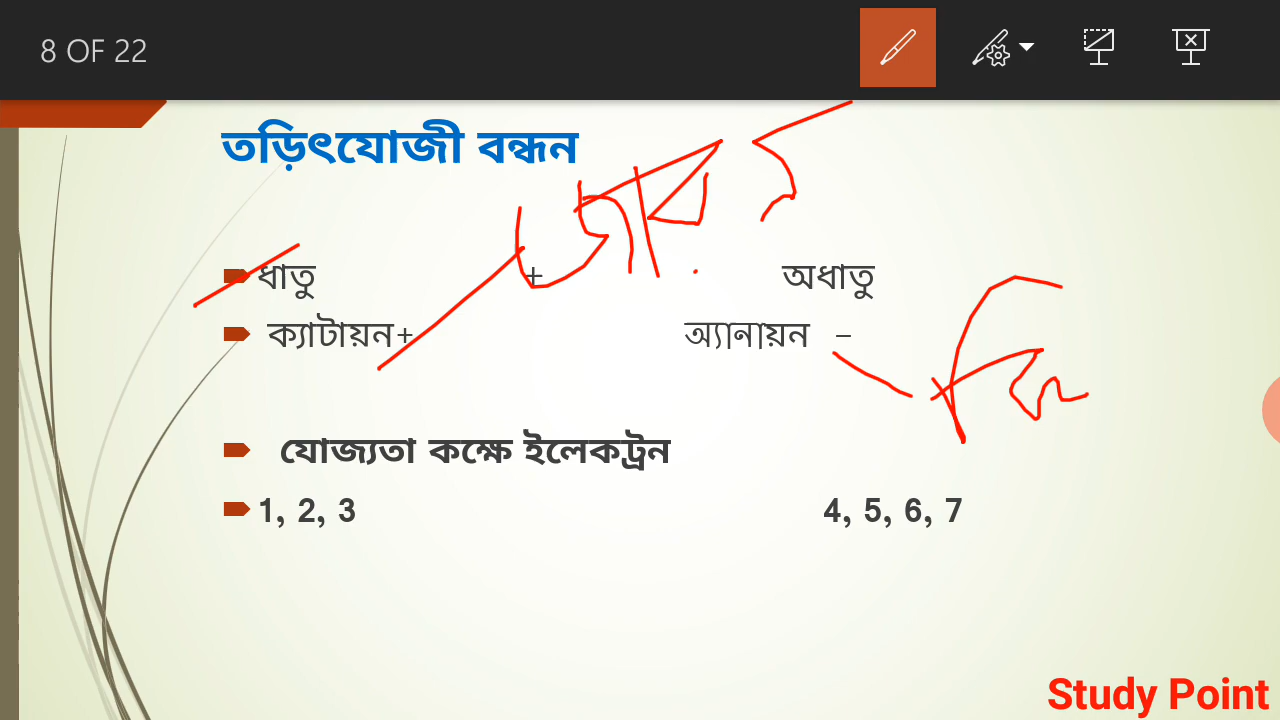 8 OF 22
তড়িৎযোজী বন্ধন
ধাতু + অধাতু
ক্যাটায়ন+ অ্যানায়ন −
যোজ্যতা কক্ষে ইলেকট্রন
1, 2, 3 4, 5, 6, 7
Study Point